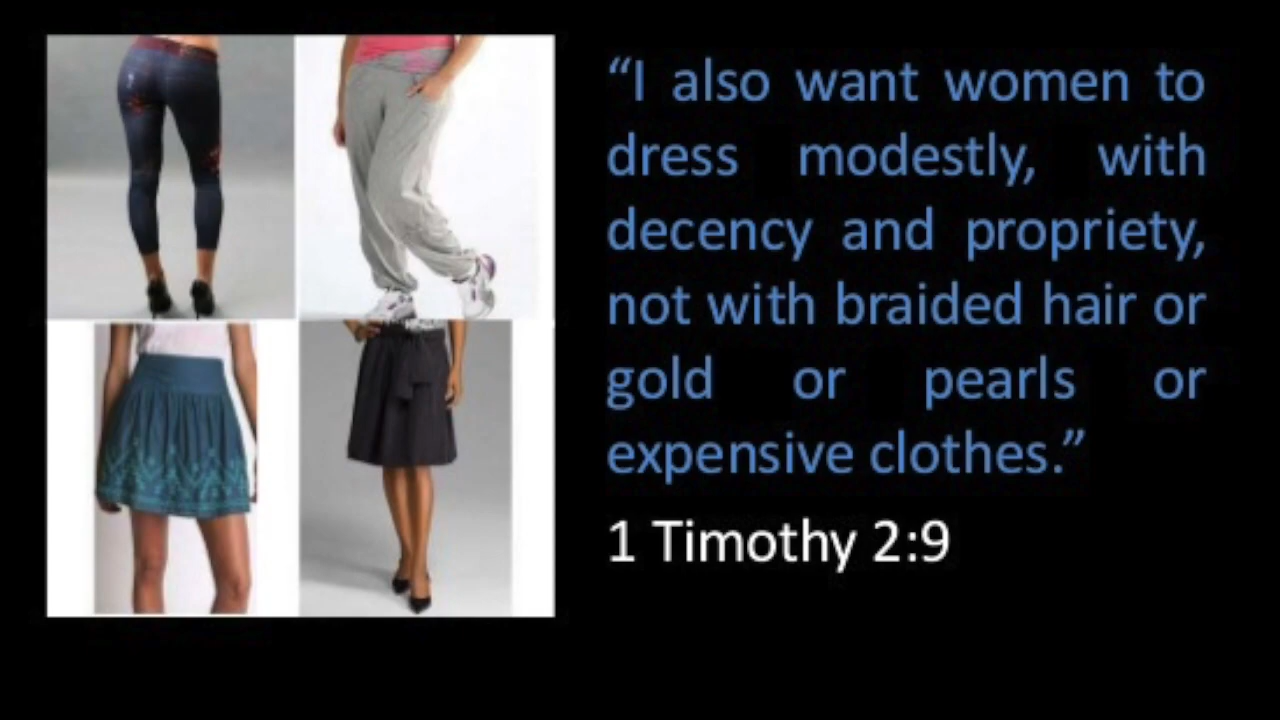 “I also want women to
dress modestly, with
decency and propriety,
not with braided hair or
gold or pearls or
expensive clothes.”
1 Timothy 2:9